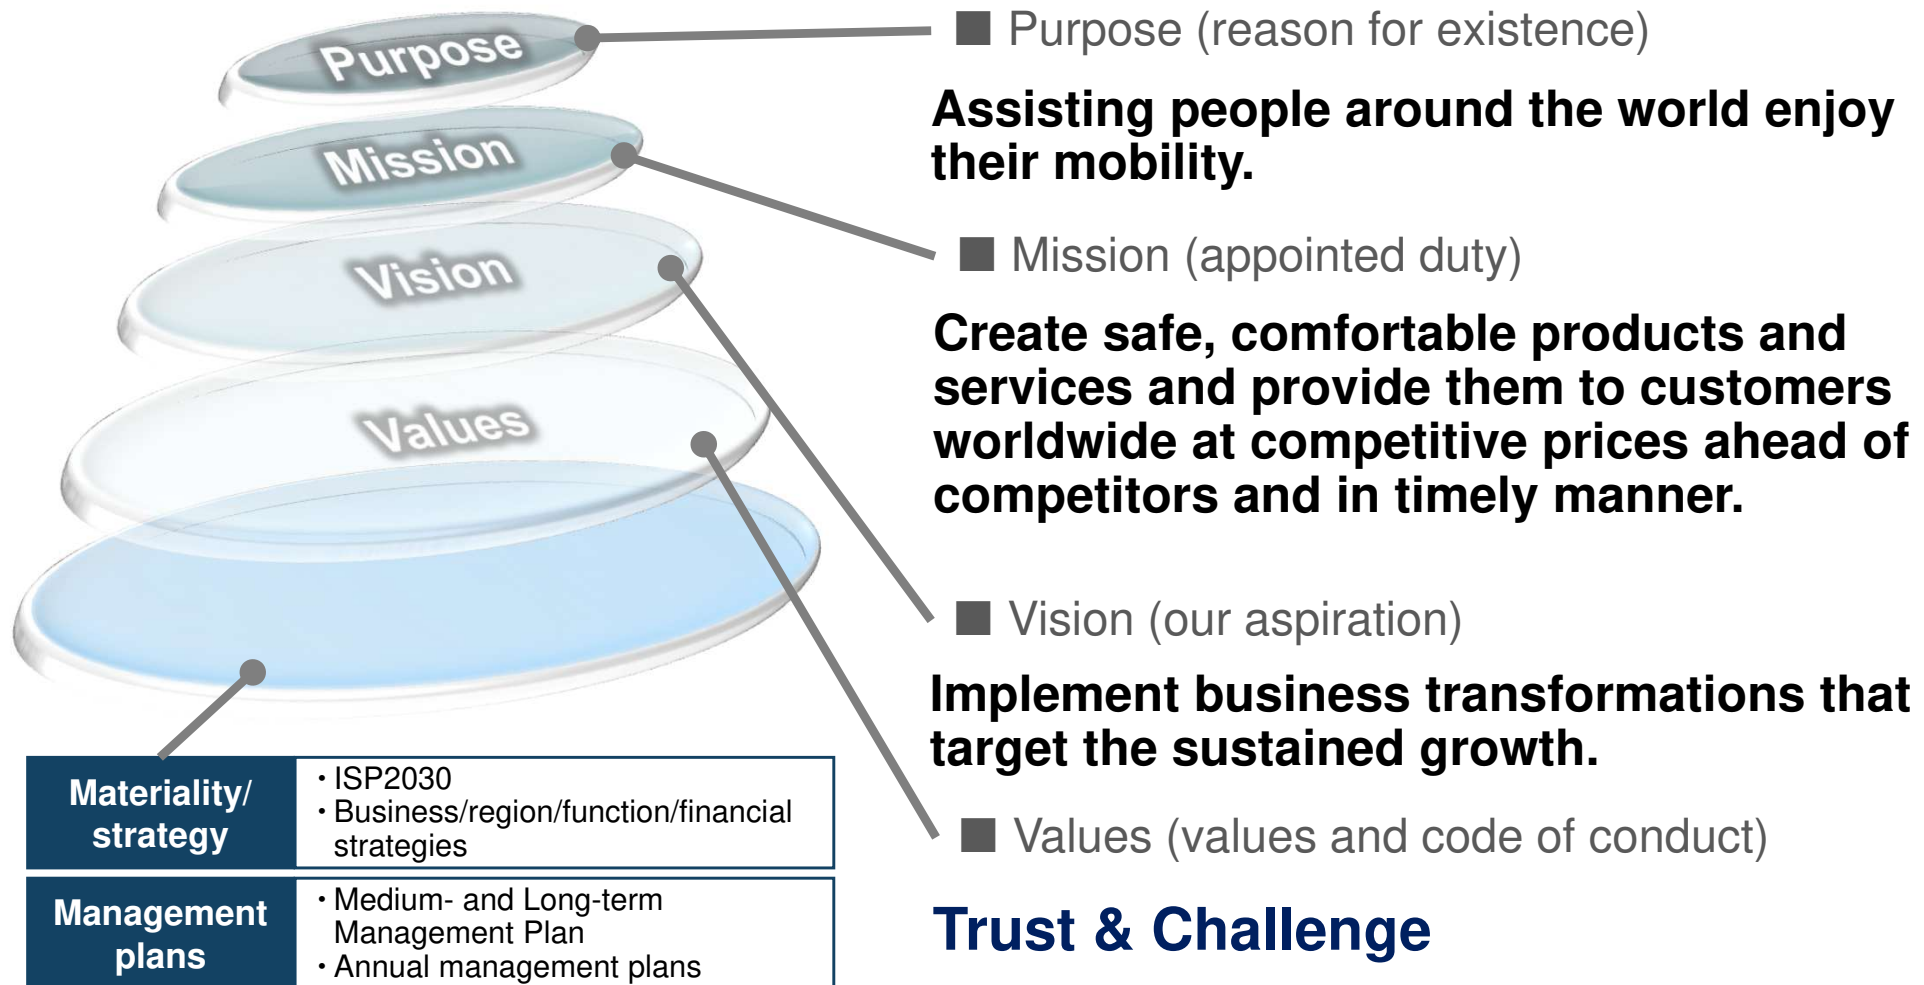 Purpose
Mission
Vision
Values
■ Purpose (reason for existence)
Assisting people around the world enjoy
their mobility.
■ Mission (appointed duty)
Create safe, comfortable products and
services and provide them to customers
worldwide at competitive prices ahead of
competitors and in timely manner.
■ Vision (our aspiration)
Implement business transformations that
target the sustained growth.
■ Values (values and code of conduct)
Trust & Challenge
Materiality/
strategy
・ISP2030
・Business/region/function/financial
strategies
Management
plans
・Medium- and Long-term
Management Plan
・Annual management plans